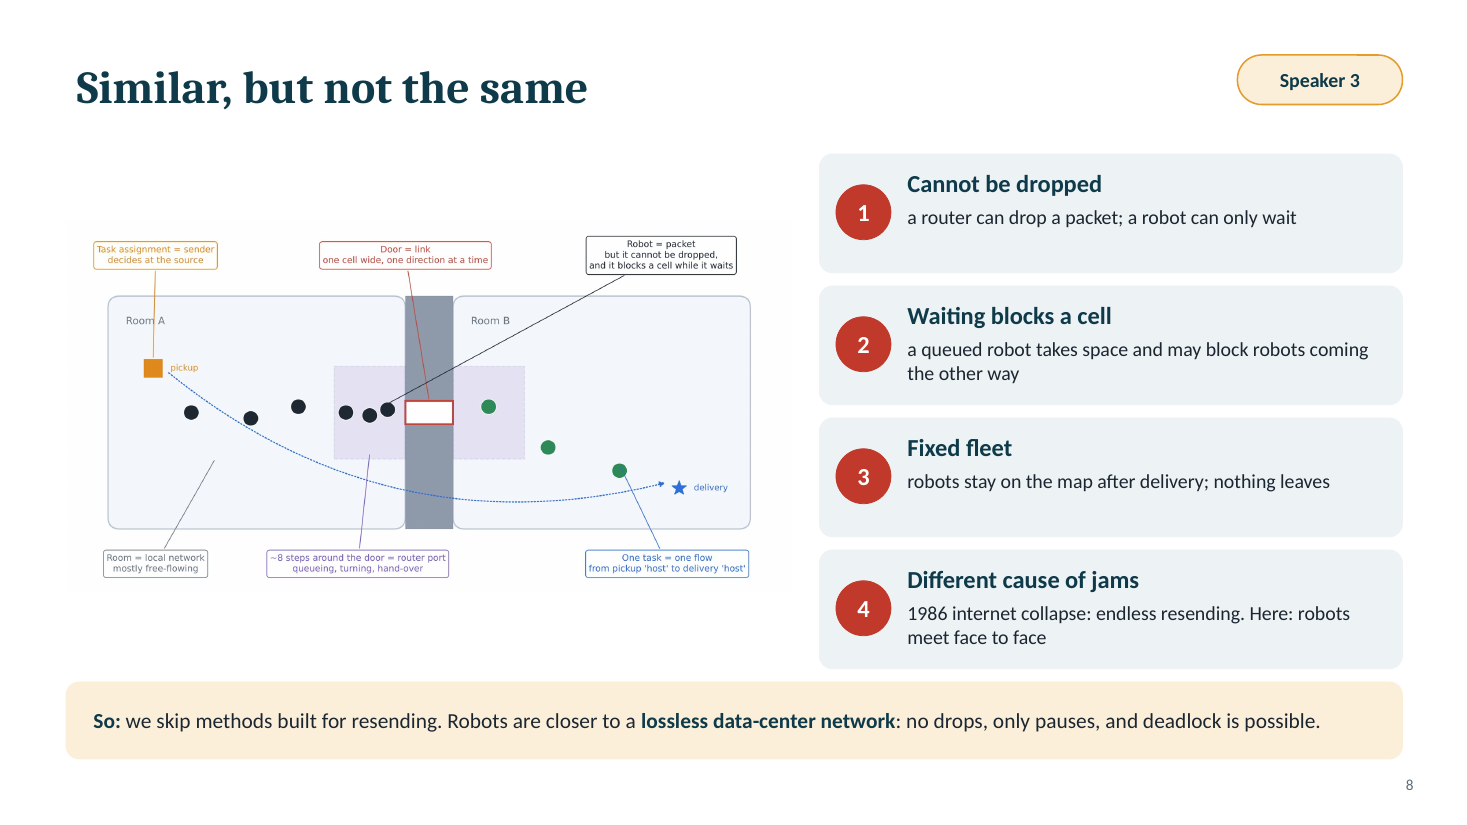 Similar, but not the same
Speaker 3
Task assignment = sender
decides at the source
Door = link
one cell wide, one direction at a time
Robot = packet
but it cannot be dropped,
and it blocks a cell while it waits
Room A
Room B
pickup
delivery
Room = local network
mostly free-flowing
~8 steps around the door = router port
queueing, turning, hand-over
One task = one flow
from pickup 'host' to delivery 'host'
1
Cannot be dropped
a router can drop a packet; a robot can only wait
2
Waiting blocks a cell
a queued robot takes space and may block robots coming
the other way
3
Fixed fleet
robots stay on the map after delivery; nothing leaves
4
Different cause of jams
1986 internet collapse: endless resending. Here: robots
meet face to face
So: we skip methods built for resending. Robots are closer to a lossless data-center network: no drops, only pauses, and deadlock is possible.
8